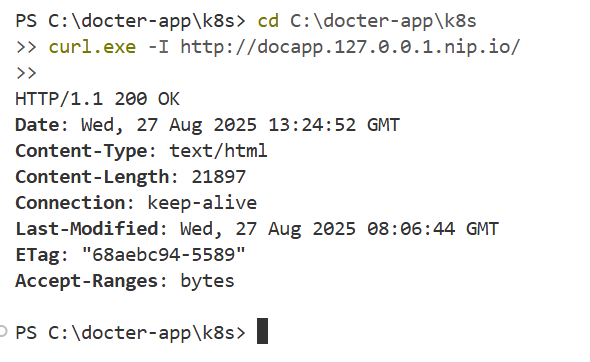 PS C:\docter-app\k8s> cd C:\docter-app\k8s
>> curl.exe -I http://docapp.127.0.0.1.nip.io/
>>
HTTP/1.1 200 OK
Date: Wed, 27 Aug 2025 13:24:52 GMT
Content-Type: text/html
Content-Length: 21897
Connection: keep-alive
Last-Modified: Wed, 27 Aug 2025 08:06:44 GMT
ETag: "68aebc94-5589"
Accept-Ranges: bytes
PS C:\docter-app\k8s>